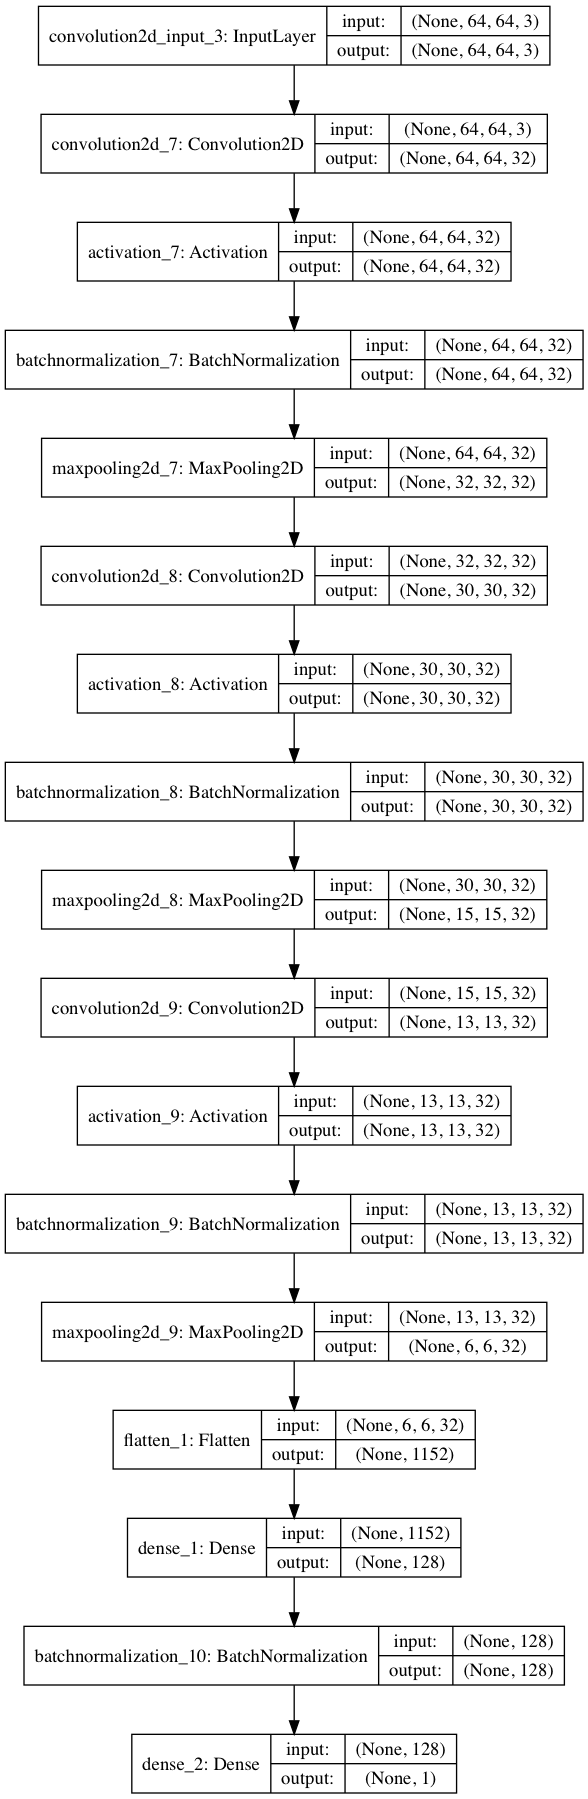 convolution2d_input_3: InputLayer
input: (None, 64, 64, 3)
output: (None, 64, 64, 3)
convolution2d_7: Convolution2D
input: (None, 64, 64, 3)
output: (None, 64, 64, 32)
activation_7: Activation
input: (None, 64, 64, 32)
output: (None, 64, 64, 32)
batchnormalization_7: BatchNormalization
input: (None, 64, 64, 32)
output: (None, 64, 64, 32)
maxpooling2d_7: MaxPooling2D
input: (None, 64, 64, 32)
output: (None, 32, 32, 32)
convolution2d_8: Convolution2D
input: (None, 32, 32, 32)
output: (None, 30, 30, 32)
activation_8: Activation
input: (None, 30, 30, 32)
output: (None, 30, 30, 32)
batchnormalization_8: BatchNormalization
input: (None, 30, 30, 32)
output: (None, 30, 30, 32)
maxpooling2d_8: MaxPooling2D
input: (None, 30, 30, 32)
output: (None, 15, 15, 32)
convolution2d_9: Convolution2D
input: (None, 15, 15, 32)
output: (None, 13, 13, 32)
activation_9: Activation
input: (None, 13, 13, 32)
output: (None, 13, 13, 32)
batchnormalization_9: BatchNormalization
input: (None, 13, 13, 32)
output: (None, 13, 13, 32)
maxpooling2d_9: MaxPooling2D
input: (None, 13, 13, 32)
output: (None, 6, 6, 32)
flatten_1: Flatten
input: (None, 6, 6, 32)
output: (None, 1152)
dense_1: Dense
input: (None, 1152)
output: (None, 128)
batchnormalization_10: BatchNormalization
input: (None, 128)
output: (None, 128)
dense_2: Dense
input: (None, 128)
output: (None, 1)